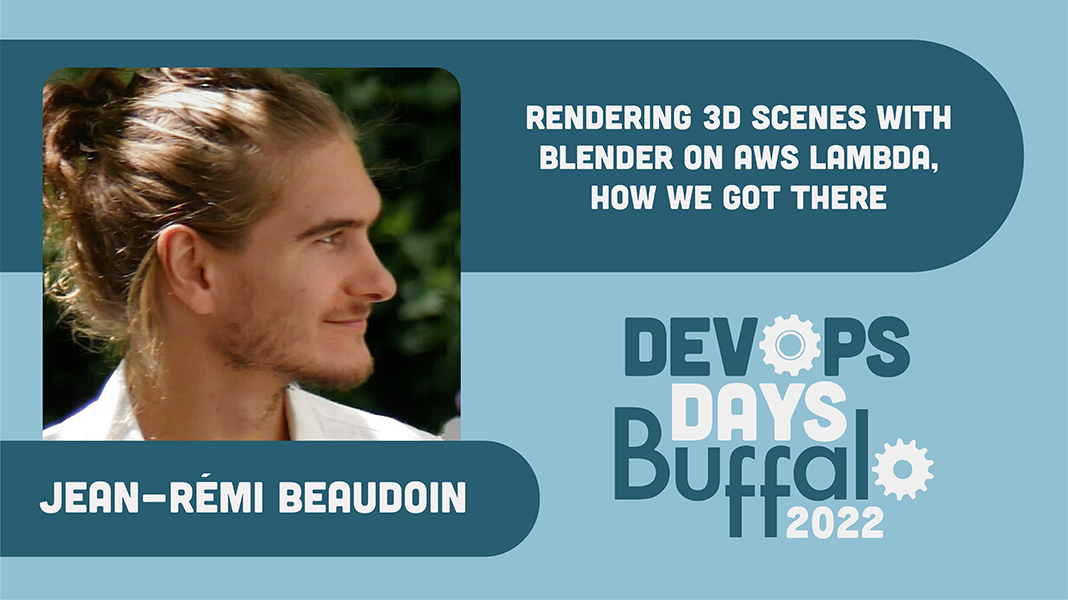 RENDERING 3D SCENES WITH
BLENDER ON AWS LAMBDA,
HOW WE GOT THERE
DEVOPS
DAYS
Buffalo
2022
JEAN-RÉMI BEAUDOIN